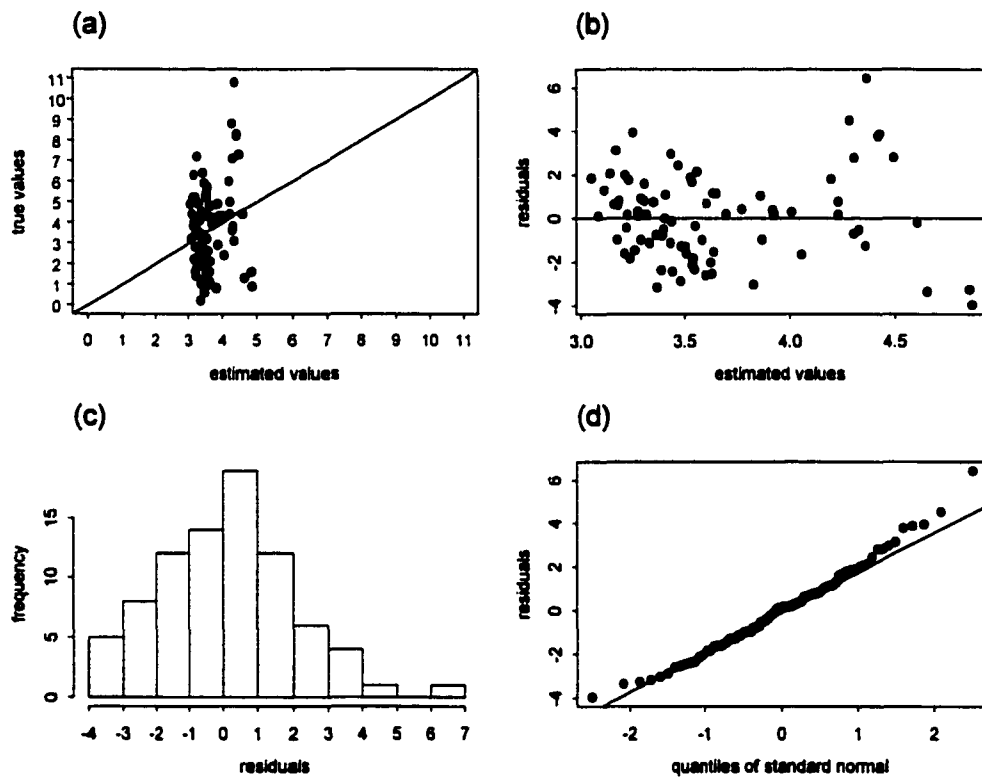 (a)
true values
11
10
9
8
7
6
5
4
3
2
1
0
0 1 2 3 4 5 6 7 8 9 10 11
estimated values
(b)
residuals
6
4
2
0
-2
-4
3.0 3.5 4.0 4.5
estimated values
(c)
frequency
15
10
5
0
-4 -3 -2 -1 0 1 2 3 4 5 6 7
residuals
(d)
residuals
6
4
2
0
-2
-4
-2 -1 0 1 2
quantiles of standard normal